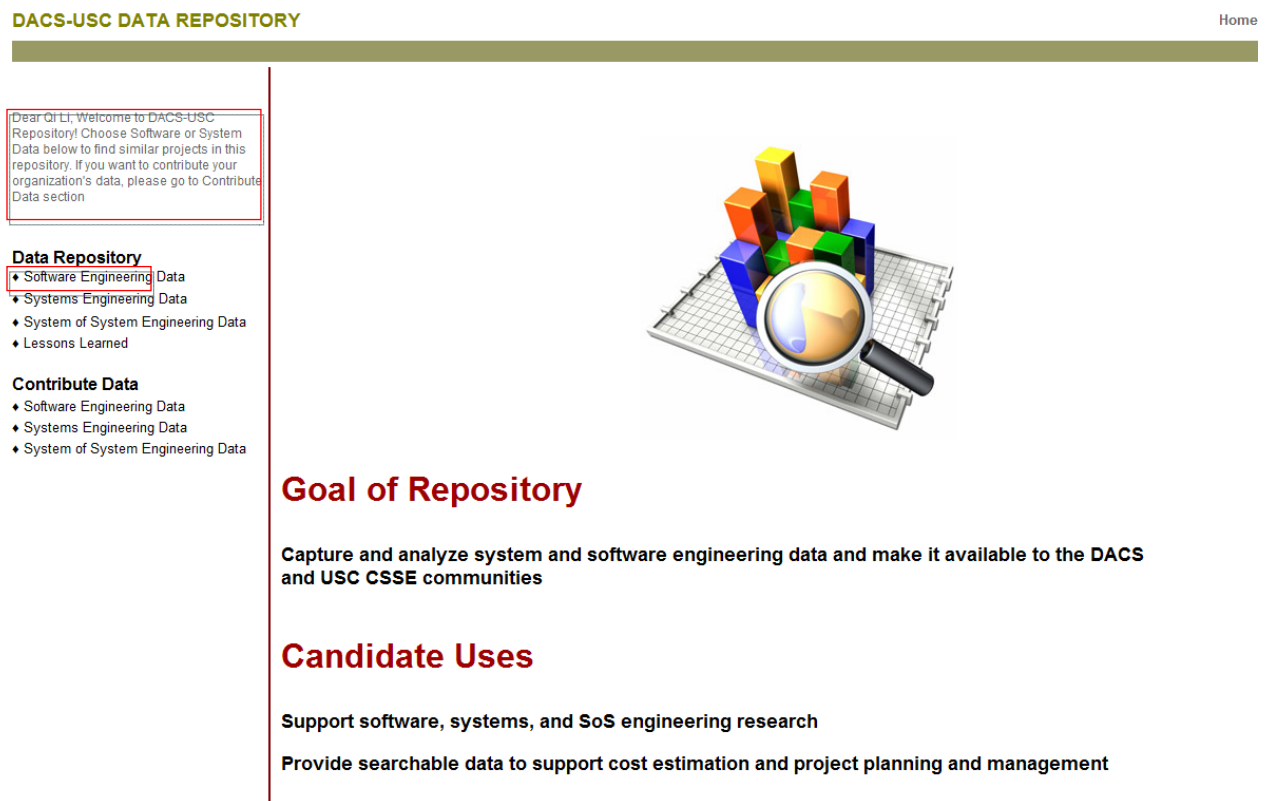 DACS-USC DATA REPOSITORY
Home
Dear Qi Li, Welcome to DACS-USC
Repository! Choose Software or System
Data below to find similar projects in this
repository. If you want to contribute your
organization's data, please go to Contribute
Data section
Data Repository
♦ Software Engineering Data
♦ Systems Engineering Data
♦ System of System Engineering Data
♦ Lessons Learned
Contribute Data
♦ Software Engineering Data
♦ Systems Engineering Data
♦ System of System Engineering Data
Goal of Repository
Capture and analyze system and software engineering data and make it available to the DACS
and USC CSSE communities
Candidate Uses
Support software, systems, and SoS engineering research
Provide searchable data to support cost estimation and project planning and management